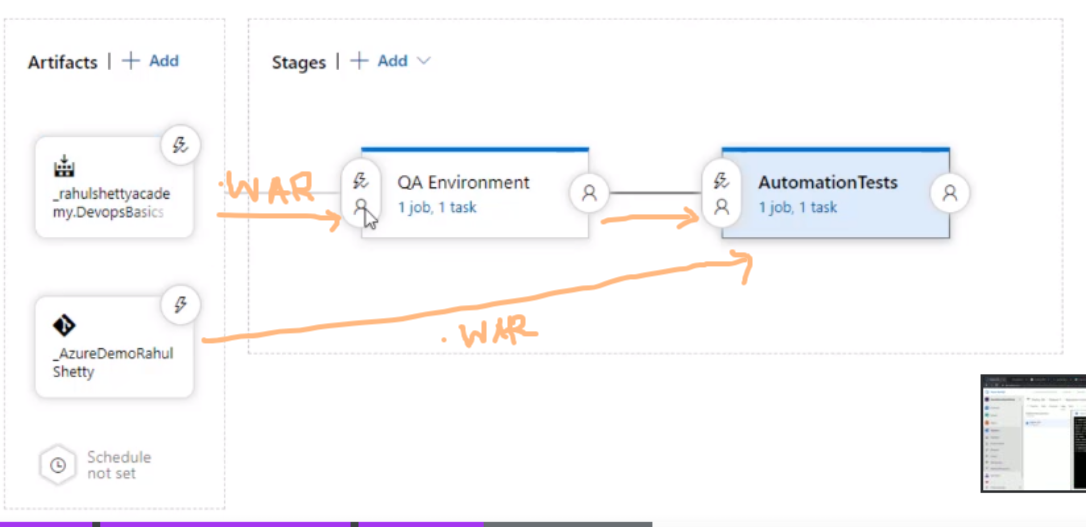 Artifacts | + Add
Stages | + Add
_rahulshettyacade
my.DevopsBasics
.WAR
QA Environment
1 job, 1 task
AutomationTests
1 job, 1 task
_AzureDemoRahul
Shetty
.WAR
Schedule
not set